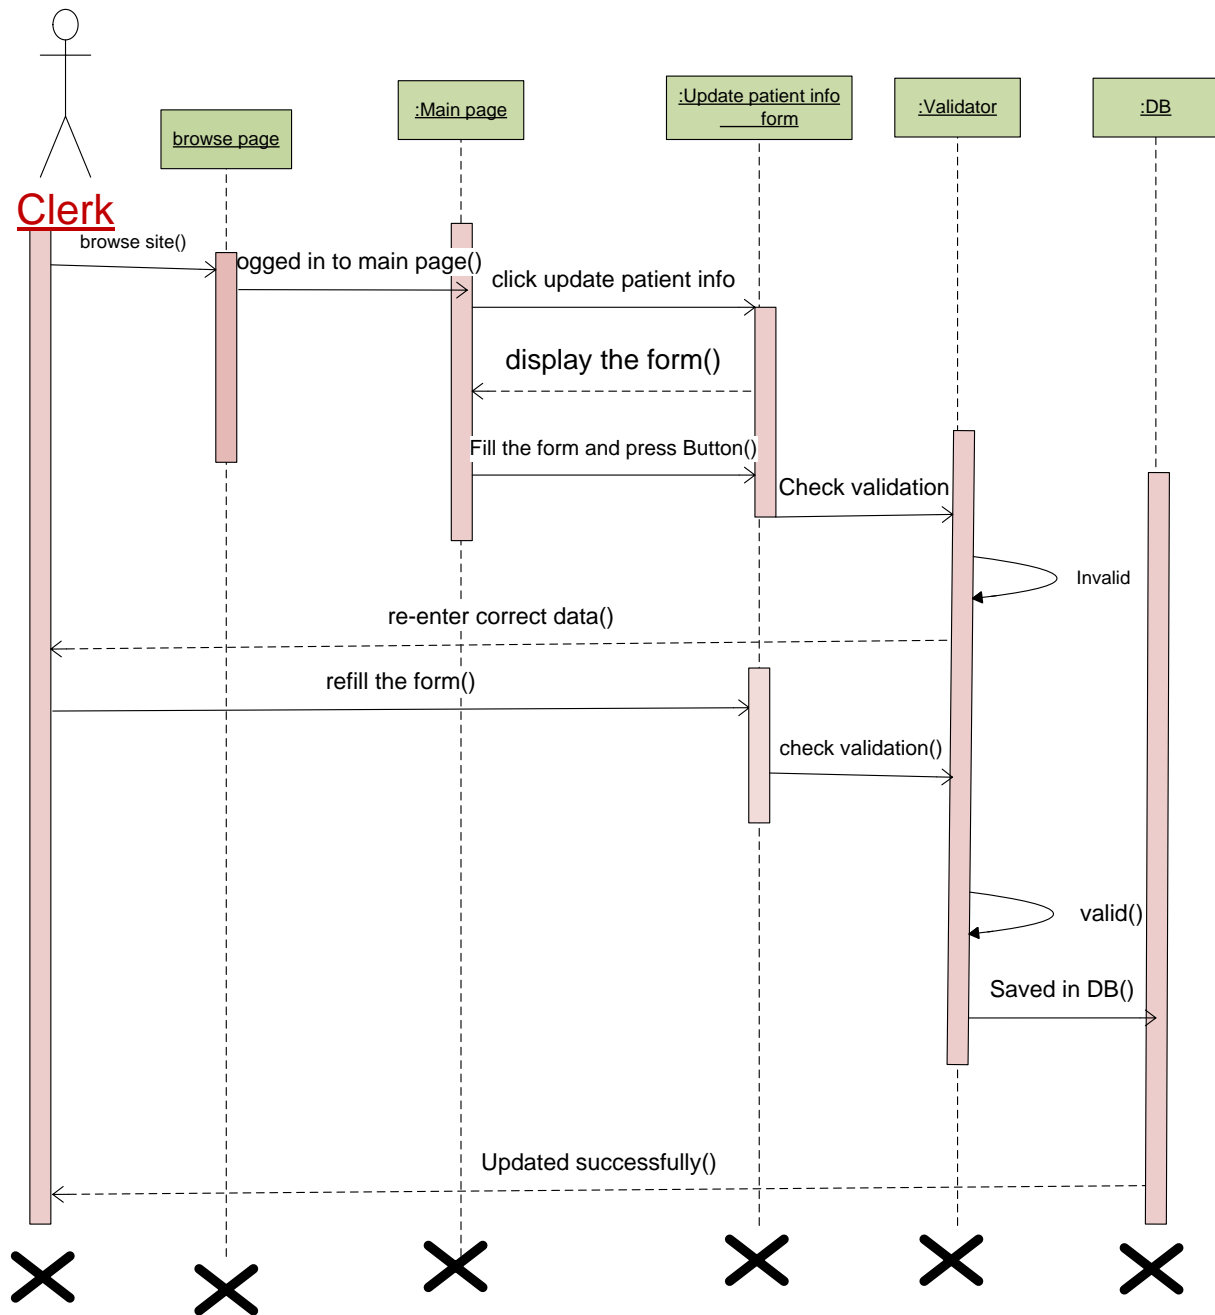 :Main page
:Update patient info
form
:Validator
:DB
browse page
Clerk
browse site()
ogged in to main page()
click update patient info
display the form()
Fill the form and press Button()
Check validation
Invalid
re-enter correct data()
refill the form()
check validation()
valid()
Saved in DB()
Updated successfully()